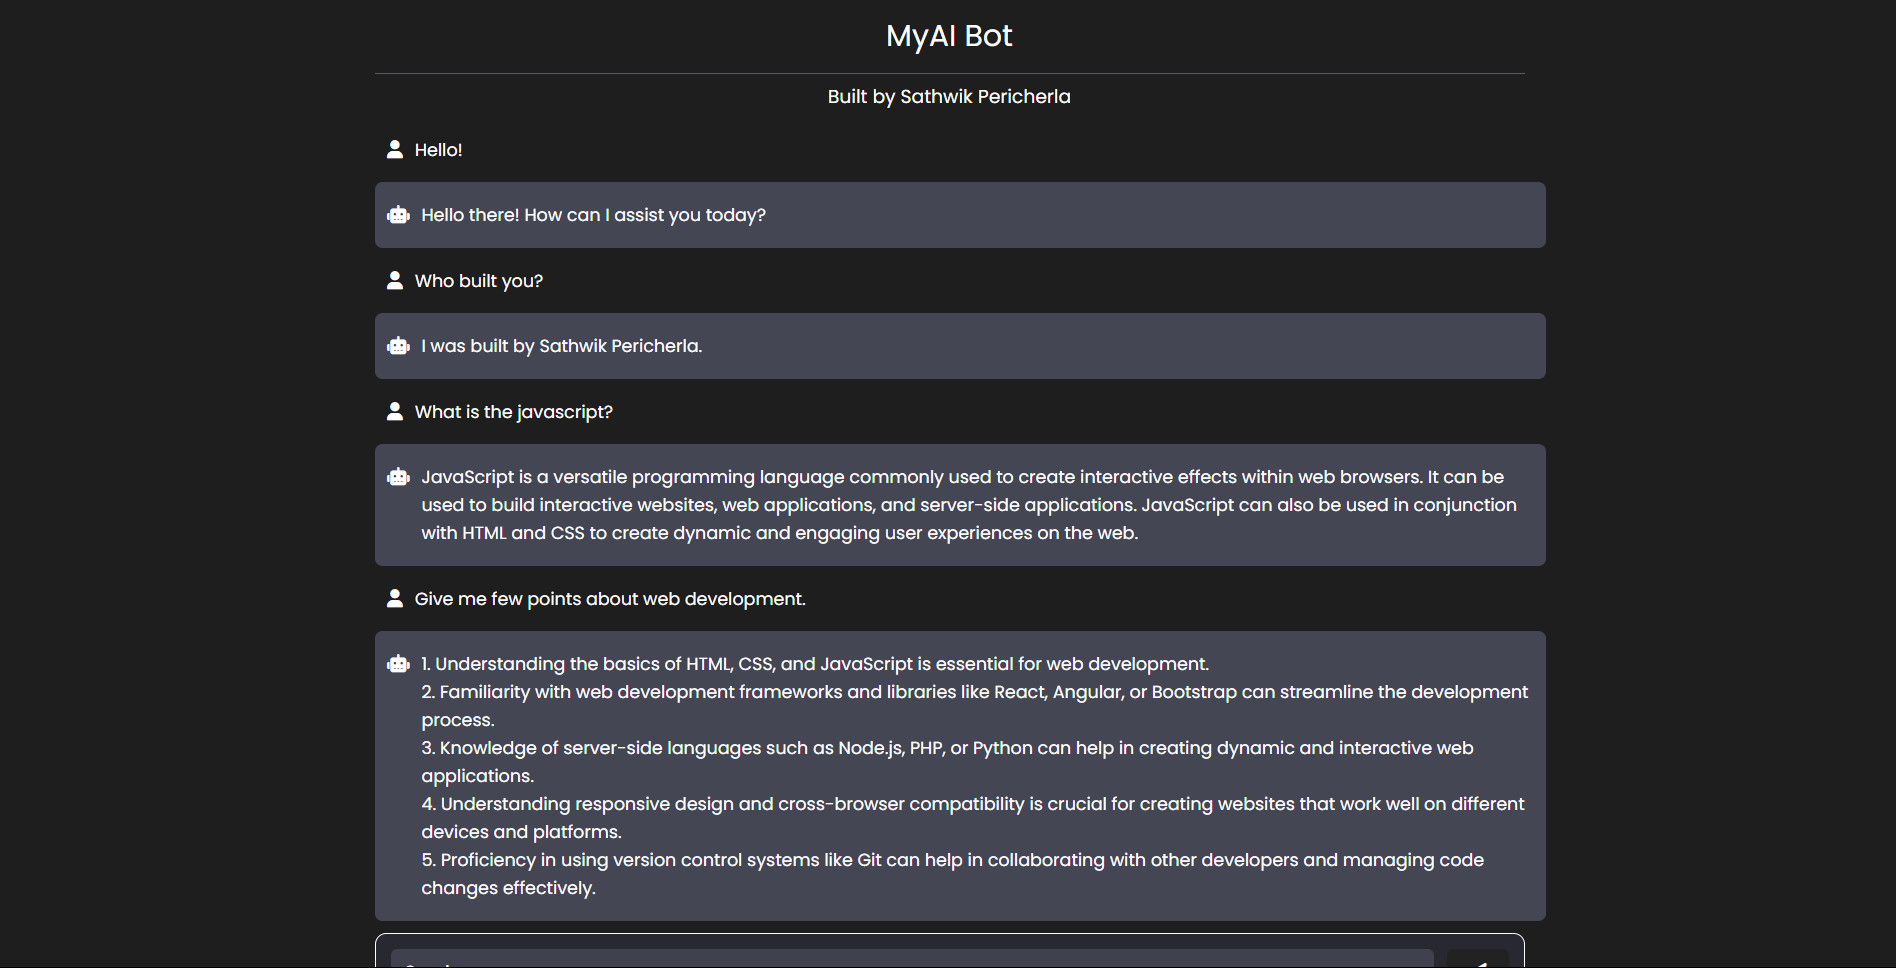 MyAI Bot
Built by Sathwik Pericherla
Hello!
Hello there! How can I assist you today?
Who built you?
I was built by Sathwik Pericherla.
What is the javascript?
JavaScript is a versatile programming language commonly used to create interactive effects within web browsers. It can be
used to build interactive websites, web applications, and server-side applications. JavaScript can also be used in conjunction
with HTML and CSS to create dynamic and engaging user experiences on the web.
Give me few points about web development.
1. Understanding the basics of HTML, CSS, and JavaScript is essential for web development.
2. Familiarity with web development frameworks and libraries like React, Angular, or Bootstrap can streamline the development
process.
3. Knowledge of server-side languages such as Node.js, PHP, or Python can help in creating dynamic and interactive web
applications.
4. Understanding responsive design and cross-browser compatibility is crucial for creating websites that work well on different
devices and platforms.
5. Proficiency in using version control systems like Git can help in collaborating with other developers and managing code
changes effectively.